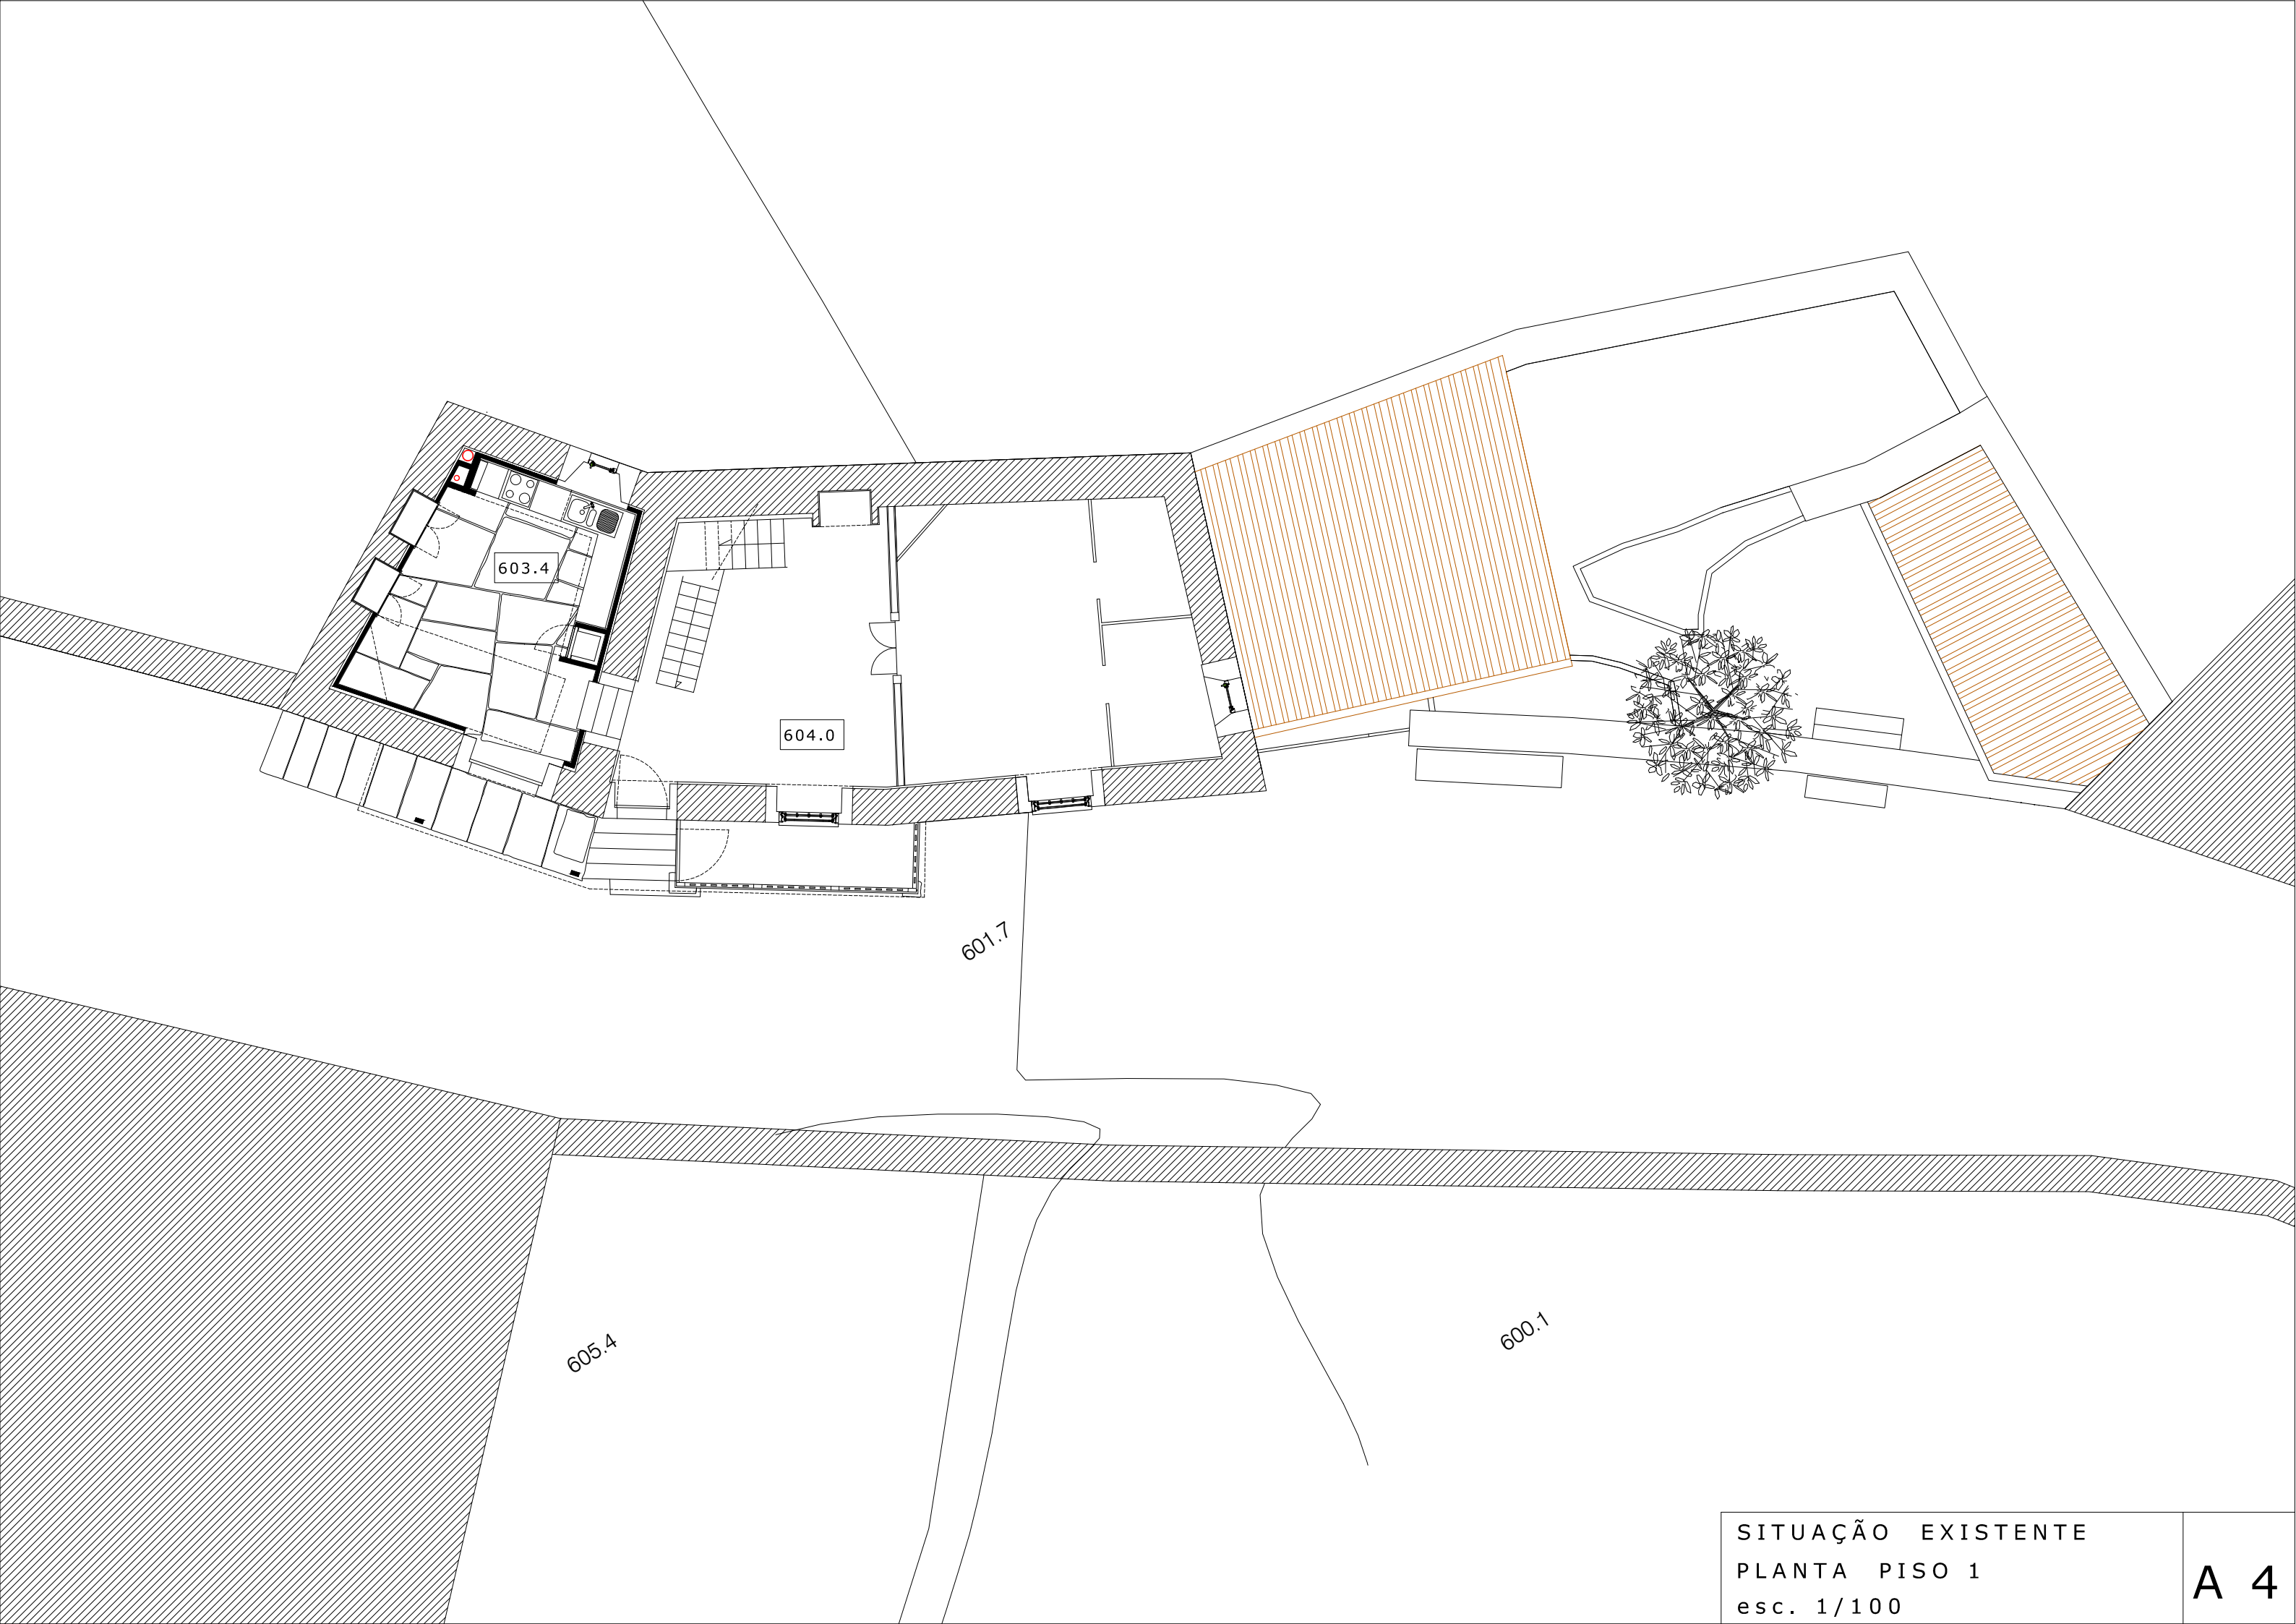 603.4
604.0
601.7
605.4
600.1
SITUAÇÃO EXISTENTE
PLANTA PISO 1
esc. 1/100
A 4